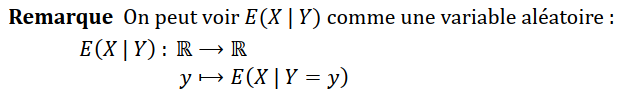 Remarque On peut voir E(X | Y) comme une variable aléatoire :
E(X | Y) : ℝ ⟶ ℝ
y ⟼ E(X | Y = y)